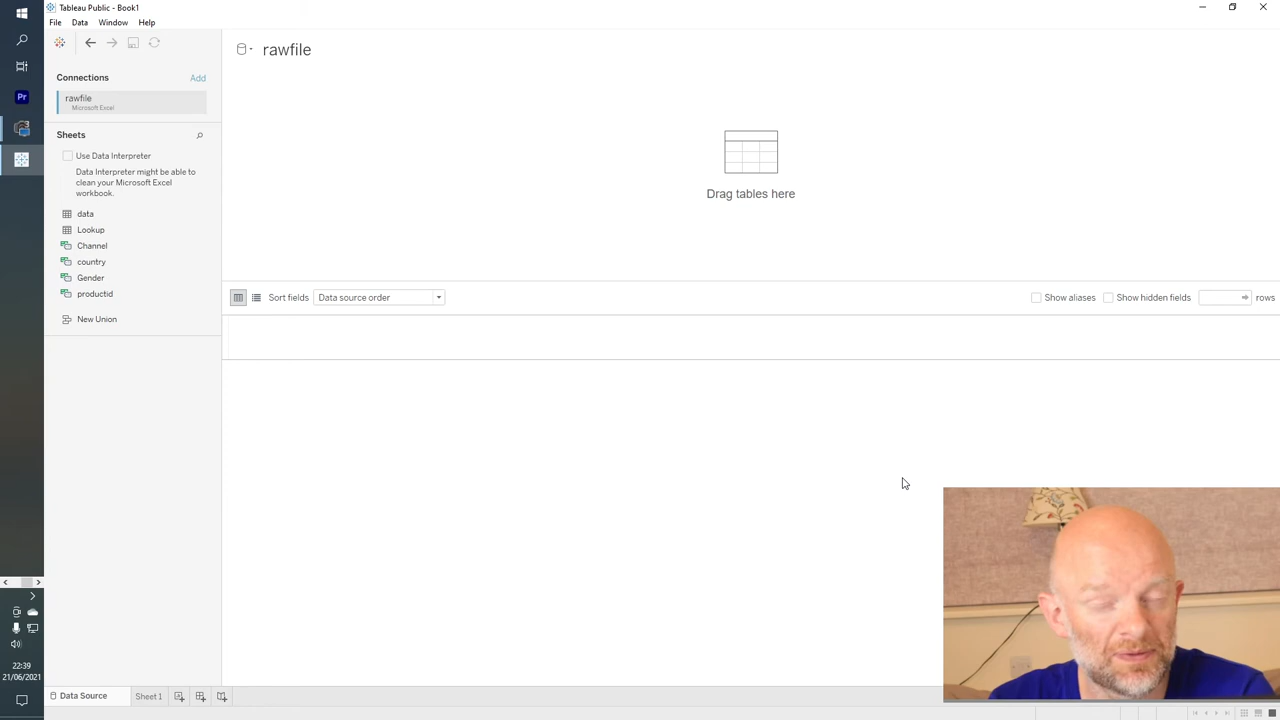 Tableau Public - Book1
File Data Window Help
rawfile
Connections Add
rawfile
Microsoft Excel
Sheets
Use Data Interpreter
Data Interpreter might be able to
clean your Microsoft Excel
workbook.
data
Lookup
Channel
country
Gender
productid
New Union
Drag tables here
Sort fields Data source order Show aliases Show hidden fields rows
Pr
22:39
21/06/2021
Data Source Sheet 1